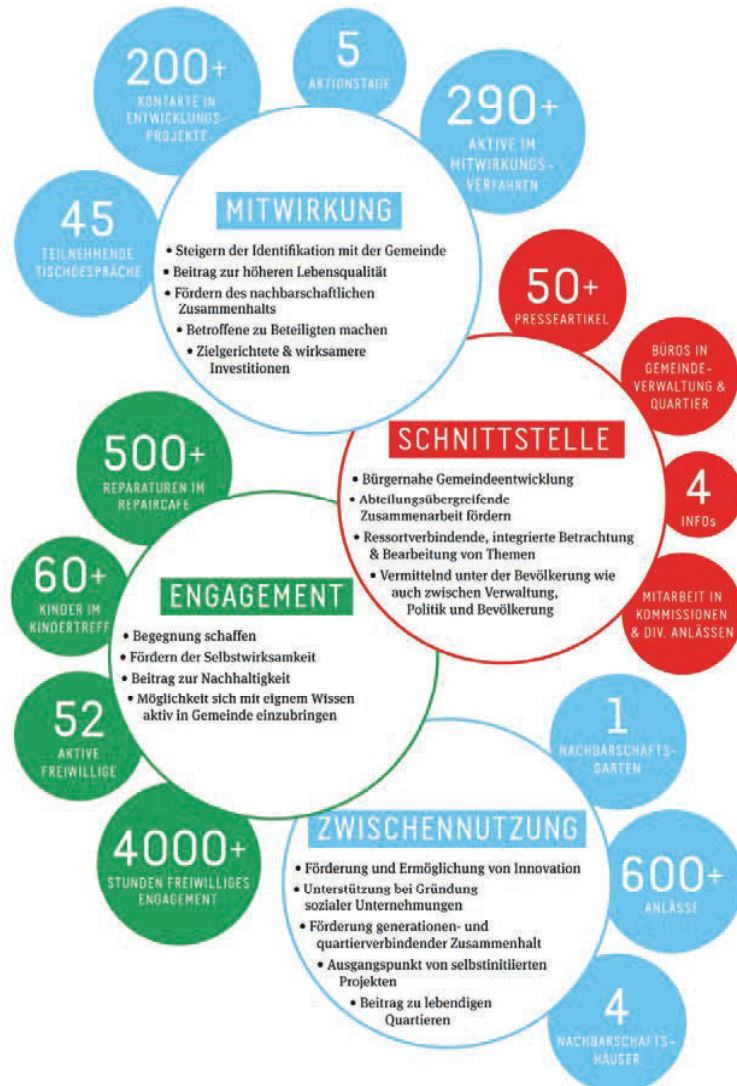 200+
KONTAKTE IN
ENTWICKLUNGS-
PROJEKTE
5
AKTIONSTAGE
290+
AKTIVE IM
MITWIRKUNGS-
VERFAHREN
45
TEILNEHMENDE
TISCHGESPRÄCHE
MITWIRKUNG
• Steigern der Identifikation mit der Gemeinde
• Beitrag zur höheren Lebensqualität
• Fördern des nachbarschaftlichen
Zusammenhalts
• Betroffene zu Beteiligten machen
• Zielgerichtete & wirksamere
Investitionen
50+
PRESSEARTIKEL
BÜROS IN
GEMEINDE-
VERWALTUNG &
QUARTIER
4
INFOs
MITARBEIT IN
KOMMISSIONEN
& DIV. ANLÄSSEN
SCHNITTSTELLE
• Bürgernahe Gemeindeentwicklung
• Abteilungsübergreifende
Zusammenarbeit fördern
• Ressortverbindende, integrierte Betrachtung
& Bearbeitung von Themen
• Vermittelnd unter der Bevölkerung wie
auch zwischen Verwaltung,
Politik und Bevölkerung
500+
REPARATUREN IM
REPAIRCAFE
60+
KINDER IM
KINDERTREFF
52
AKTIVE
FREIWILLIGE
4000+
STUNDEN FREIWILLIGES
ENGAGEMENT
ENGAGEMENT
• Begegnung schaffen
• Fördern der Selbstwirksamkeit
• Beitrag zur Nachhaltigkeit
• Möglichkeit sich mit eignem Wissen
aktiv in Gemeinde einzubringen
1
NACHBARSCHAFTS-
GARTEN
600+
ANLÄSSE
4
NACHBARSCHAFTS-
HÄUSER
ZWISCHENNUTZUNG
• Förderung und Ermöglichung von Innovation
• Unterstützung bei Gründung
sozialer Unternehmungen
• Förderung generationen- und
quartierverbindender Zusammenhalt
• Ausgangspunkt von selbstinitiierten
Projekten
• Beitrag zu lebendigen
Quartieren